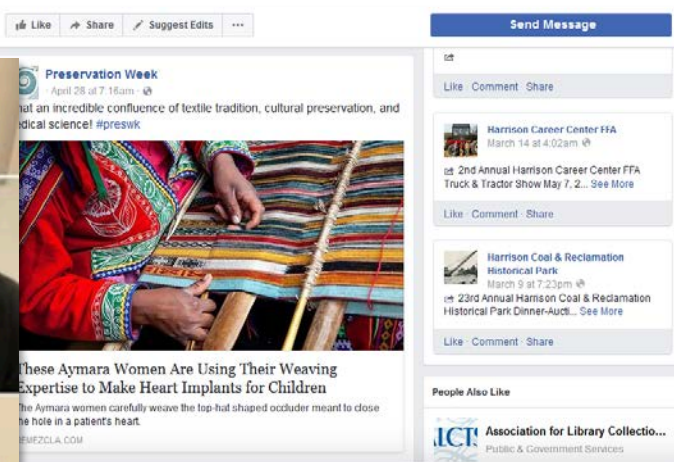 Like Share Suggest Edits ...
Send Message
Preservation Week
April 28 at 7:16am
an incredible confluence of textile tradition, cultural preservation, and
science! #preswk
These Aymara Women Are Using Their Weaving
Expertise to Make Heart Implants for Children
The Aymara women carefully weave the top-hat shaped occluder meant to close
hole in a patient's heart.
Like · Comment · Share
Harrison Career Center FFA
March 14 at 4:02am
2nd Annual Harrison Career Center FFA
Truck & Tractor Show May 7, 2... See More
Like · Comment · Share
Harrison Coal & Reclamation
Historical Park
March 9 at 7:23pm
23rd Annual Harrison Coal & Reclamation
Historical Park Dinner-Aucti... See More
Like · Comment · Share
People Also Like
Association for Library Collectio...
Public & Government Services